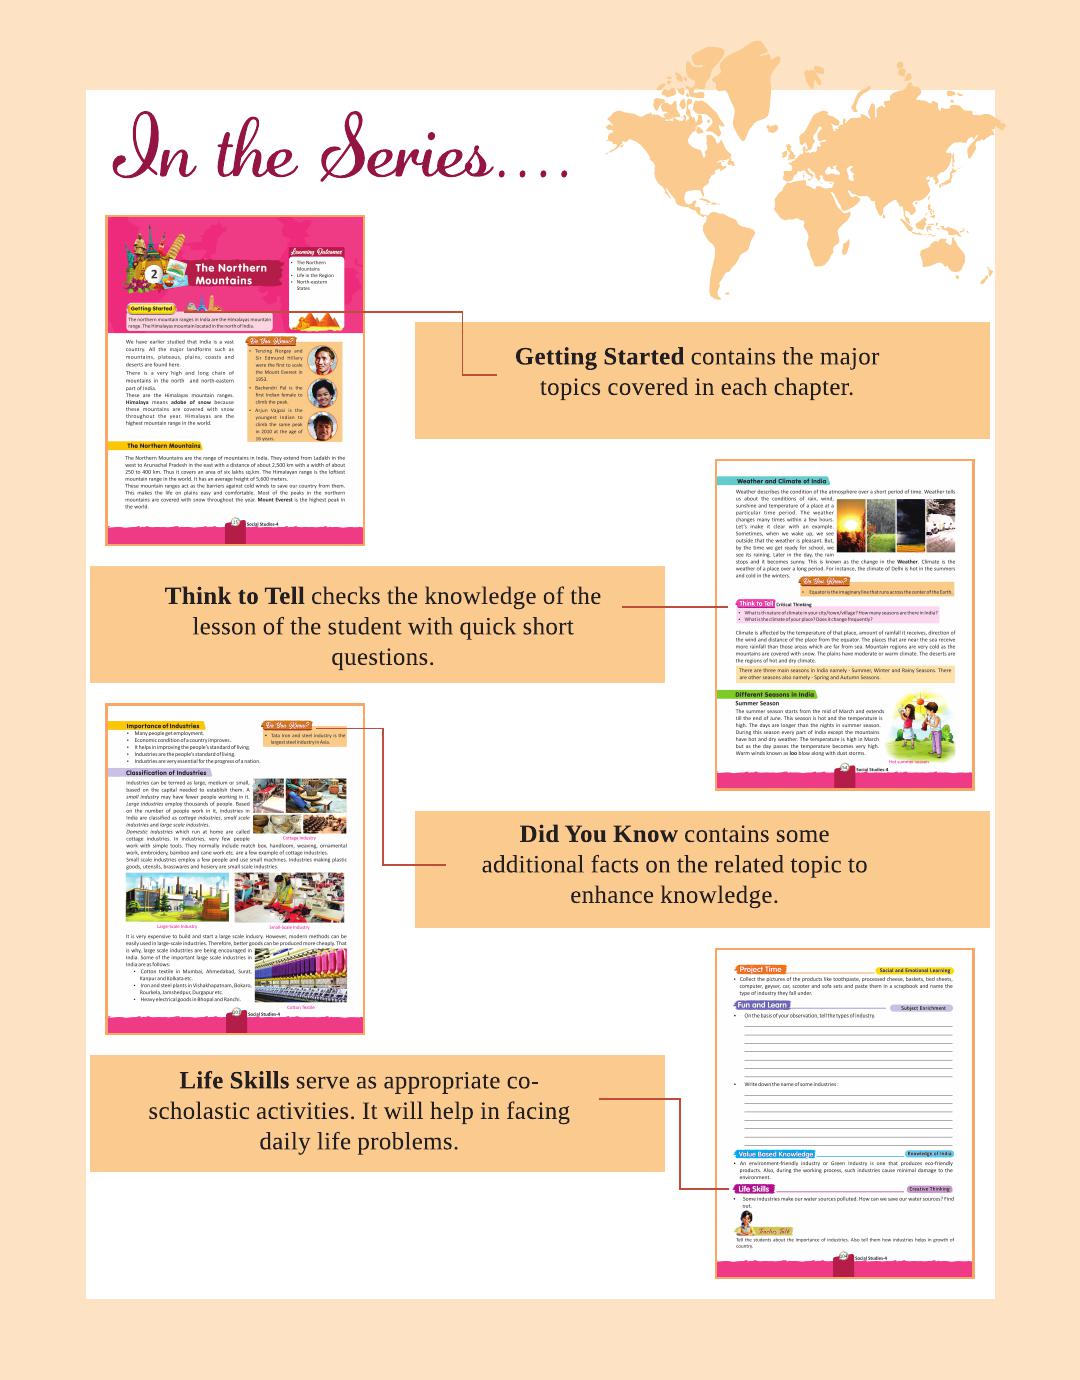 In the Series....
2
The Northern
Mountains
Learning Outcomes
• The Northern
Mountains
• Life in the Region
• North-eastern
States
Getting Started
The northern mountain ranges in India are the Himalayas mountain
range. The Himalayas mountain located in the north of India.
We have earlier studied that India is a vast
country. All the major landforms such as
mountains, plateaus, plains, coasts and
deserts are found here.
There is a very high and long chain of
mountains in the north and north-eastern
part of India.
These are the Himalayas mountain ranges.
Himalaya means adobe of snow because
these mountains are covered with snow
throughout the year. Himalayas are the
highest mountain range in the world.
Do You Know?
• Tenzing Norgay and
Sir Edmund Hillary
were the first to scale
the Mount Everest in
1953.
• Bachendri Pal is the
first Indian female to
climb the peak.
• Arjun Vajpai is the
youngest Indian to
climb the same peak
in 2010 at the age of
16 years.
The Northern Mountains
The Northern Mountains are the range of mountains in India. They extend from Ladakh in the
west to Arunachal Pradesh in the east with a distance of about 2,500 km with a width of about
250 to 400 km. Thus it covers an area of six lakhs sq.km. The Himalayan range is the loftiest
mountain range in the world. It has an average height of 5,600 meters.
These mountain ranges act as the barriers against cold winds to save our country from them.
This makes the life on plains easy and comfortable. Most of the peaks in the northern
mountains are covered with snow throughout the year. Mount Everest is the highest peak in
the world.
Social Studies-4
Getting Started contains the major
topics covered in each chapter.
Weather and Climate of India
Weather describes the condition of the atmosphere over a short period of time. Weather tells
us about the conditions of rain, wind,
sunshine and temperature of a place at a
particular time period. The weather
changes many times within a few hours.
Let's make it clear with an example.
Sometimes, when we wake up, we see
outside that the weather is pleasant. But,
by the time we get ready for school, we
see its raining. Later in the day, the rain
stops and it becomes sunny. This is known as the change in the Weather. Climate is the
weather of a place over a long period. For instance, the climate of Delhi is hot in the summers
and cold in the winters.
Do You Know?
• Equator is the imaginary line that runs across the center of the Earth.
Think to Tell Critical Thinking
• What is th nature of climate in your city/town/village? How many seasons are there in India?
• What is the climate of your place? Does it change frequently?
Climate is affected by the temperature of that place, amount of rainfall it receives, direction of
the wind and distance of the place from the equator. The places that are near the sea receive
more rainfall than those areas which are far from sea. Mountain regions are very cold as the
mountains are covered with snow. The plains have moderate or warm climate. The deserts are
the regions of hot and dry climate.
There are three main seasons in India namely - Summer, Winter and Rainy Seasons. There
are other seasons also namely - Spring and Autumn Seasons.
Different Seasons in India
Summer Season
The summer season starts from the mid of March and extends
till the end of June. This season is hot and the temperature is
high. The days are longer than the nights in summer season.
During this season every part of India except the mountains
have hot and dry weather. The temperature is high in March
but as the day passes the temperature becomes very high.
Warm winds known as loo blow along with dust storms.
Hot summer season
Social Studies-4
Think to Tell checks the knowledge of the
lesson of the student with quick short
questions.
Importance of Industries
• Many people get employment.
• Economic condition of a country improves.
• It helps in improving the people's standard of living.
• Industries are the people's standard of living.
• Industries are very essential for the progress of a nation.
Do You Know?
• Tata Iron and steel industry is the
largest steel industry in Asia.
Classification of Industries
Industries can be termed as large, medium or small,
based on the capital needed to establish them. A
small industry may have fewer people working in it.
Large industries employ thousands of people. Based
on the number of people work in it, industries in
India are classified as cottage industries, small scale
industries and large scale industries.
Domestic industries which run at home are called
cottage industries. In industries, very few people
work with simple tools. They normally include match box, handloom, weaving, ornamental
work, embroidery, bamboo and cane work etc. are a few example of cottage industries.
Small scale industries employ a few people and use small machines. Industries making plastic
goods, utensils, brasswares and hosiery are small scale industries.
Cottage Industry
Large-Scale Industry
Small-Scale Industry
It is very expensive to build and start a large scale indusry. However, modern methods can be
easily used in large-scale industries. Therefore, better goods can be produced more cheaply. That
is why, large scale industries are being encouraged in
India. Some of the important large scale industries in
India are as follows:
• Cotton textile in Mumbai, Ahmedabad, Surat,
Kanpur and Kolkata etc.
• Iron and steel plants in Vishakhapatnam, Bokaro,
Rourkela, Jamshedpur, Durgapur etc.
• Heavy electrical goods in Bhopal and Ranchi.
Cotton Textile
Social Studies-4
Did You Know contains some
additional facts on the related topic to
enhance knowledge.
Project Time
Social and Emotional Learning
• Collect the pictures of the products like toothpaste, processed cheese, baskets, bed sheets,
computer, geyser, car, scooter and sofa sets and paste them in a scrapbook and name the
type of industry they fall under.
Fun and Learn
Subject Enrichment
• On the basis of your observation, tell the types of industry.
• Write down the name of some industries :
Value Based Knowledge
Knowledge of India
• An environment-friendly industry or Green Industry is one that produces eco-friendly
products. Also, during the working process, such industries cause minimal damage to the
environment.
Life Skills
Creative Thinking
• Some industries make our water sources polluted. How can we save our water sources? Find
out.
Teacher Talk
Tell the students about the importance of industries. Also tell them how industries helps in growth of
country.
Social Studies-4
Life Skills serve as appropriate co-
scholastic activities. It will help in facing
daily life problems.